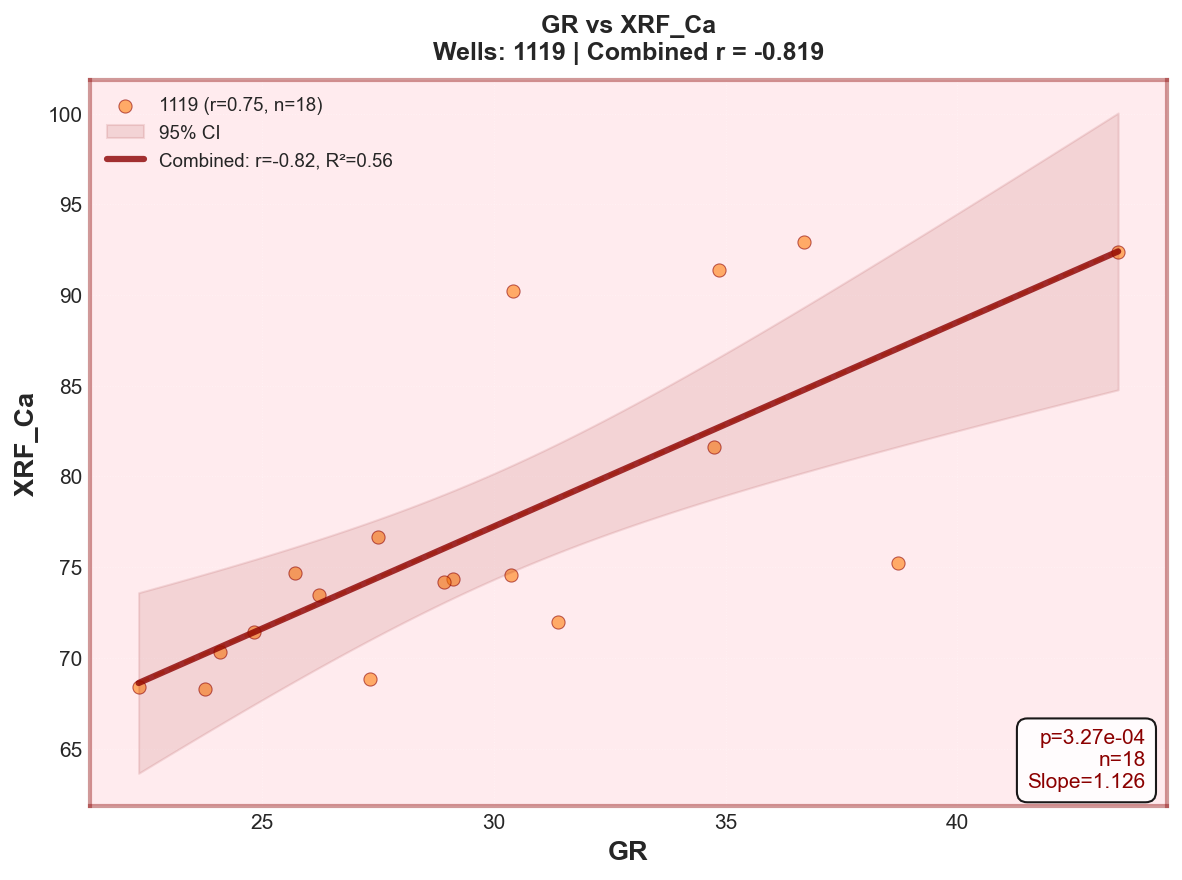 GR vs XRF_Ca
Wells: 1119 | Combined r = -0.819
1119 (r=0.75, n=18)
95% CI
Combined: r=-0.82, R²=0.56
100
95
90
85
80
75
70
65
XRF_Ca
p=3.27e-04
n=18
Slope=1.126
25
30
35
40
GR